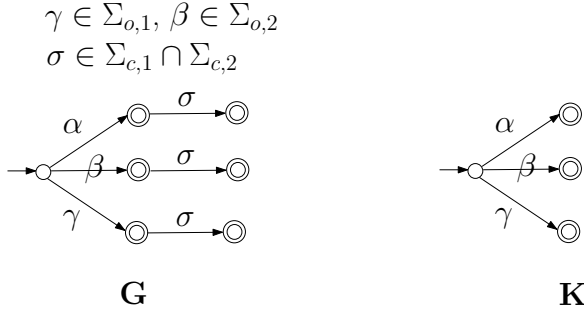 γ ∈ Σ_{o,1}, β ∈ Σ_{o,2}
σ ∈ Σ_{c,1} ∩ Σ_{c,2}
α
σ
β
σ
γ
σ
G
α
β
γ
K